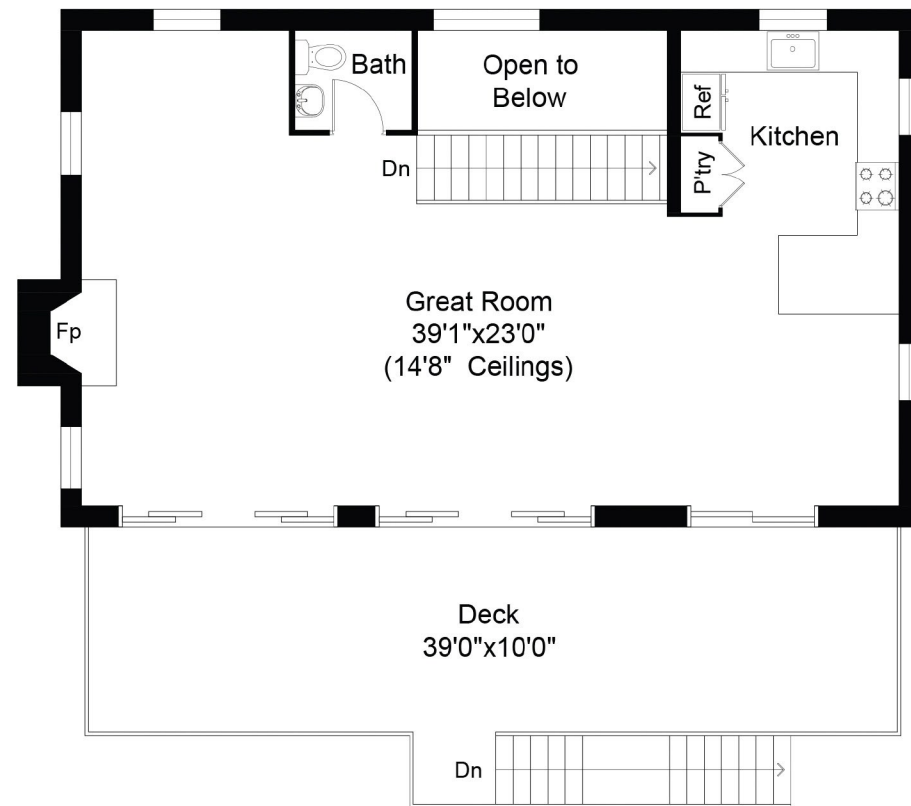 Bath
Open to
Below
Ref
Kitchen
Dn
P'try
Great Room
39'1"x23'0"
(14'8" Ceilings)
Fp
Deck
39'0"x10'0"
Dn